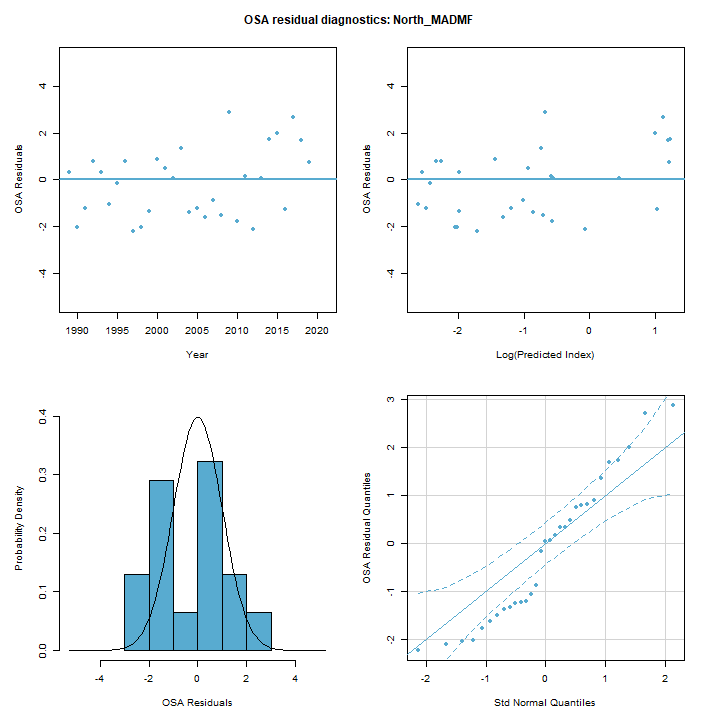 OSA residual diagnostics: North_MADMF
OSA Residuals
4
2
0
-2
-4
1990 1995 2000 2005 2010 2015 2020
Year
OSA Residuals
4
2
0
-2
-4
-2 -1 0 1
Log(Predicted Index)
Probability Density
0.4
0.3
0.2
0.1
0.0
-4 -2 0 2 4
OSA Residuals
OSA Residual Quantiles
3
2
1
0
-1
-2
-2 -1 0 1 2
Std Normal Quantiles